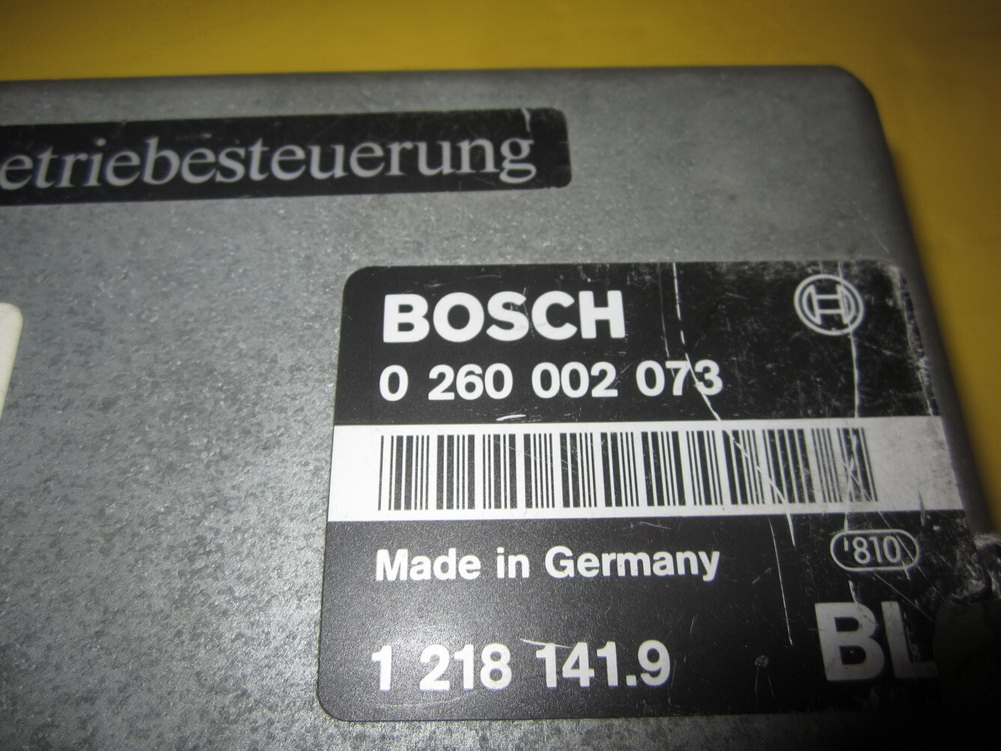 etriebesteuerung
BOSCH
0 260 002 073
Made in Germany
'810
BL
1 218 141.9